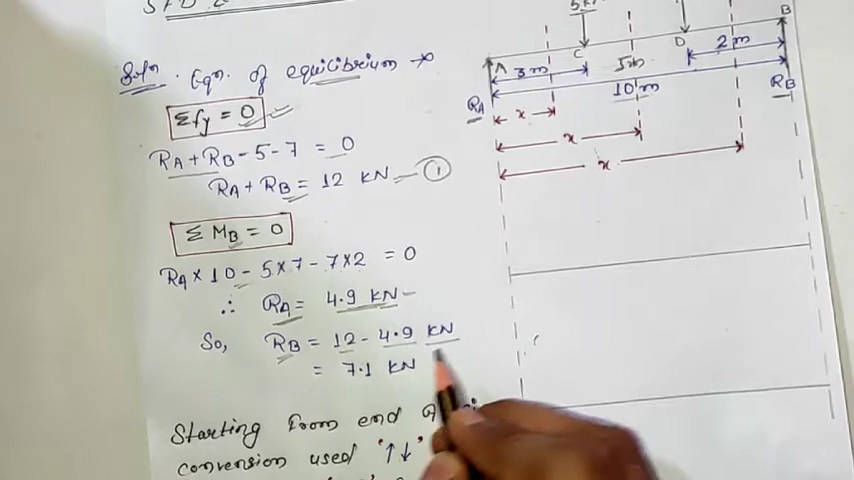 Soln. Eqn. of equilibrium →
Σfy = 0
RA + RB - 5 - 7 = 0
RA + RB = 12 KN — ①
Σ MB = 0
RA × 10 - 5×7 - 7×2 = 0
∴ RA = 4.9 KN
So, RB = 12 - 4.9 KN
= 7.1 KN
Starting from end A
convension used "↑↓"
B
A C D
3m 5m 2m
10m
RA RB
x
x
x